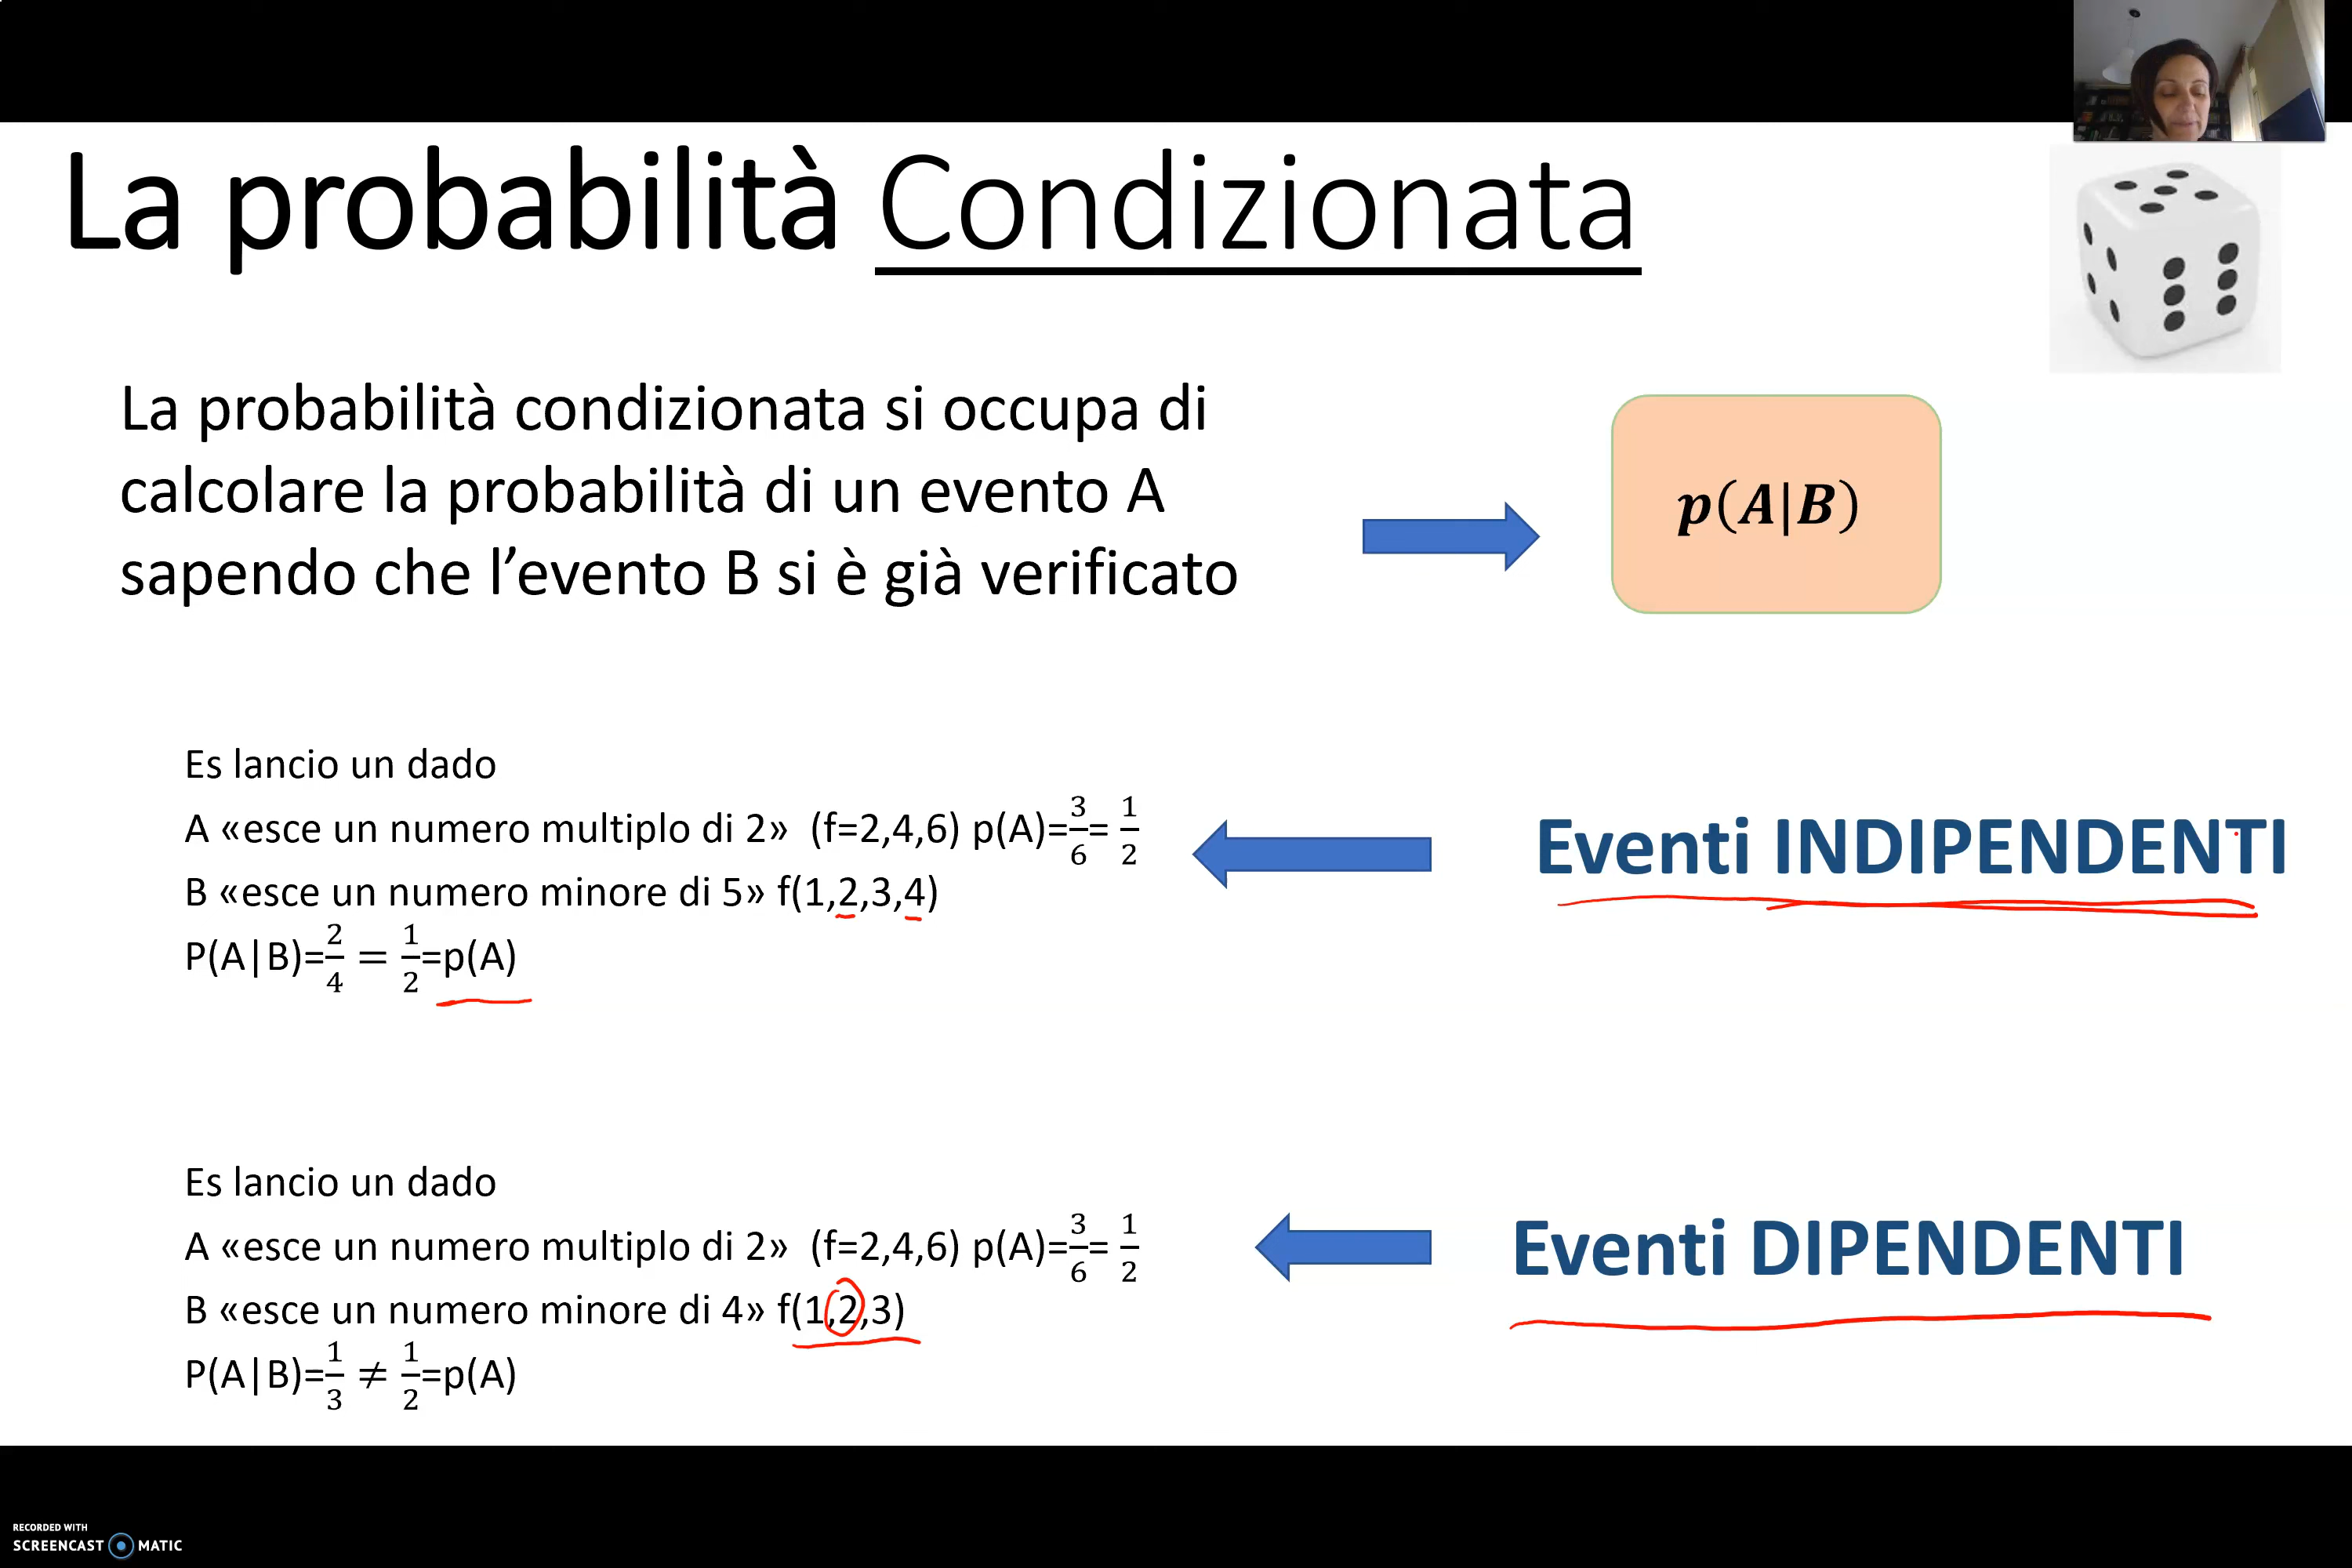 La probabilità Condizionata
La probabilità condizionata si occupa di
calcolare la probabilità di un evento A
sapendo che l’evento B si è già verificato
p(A|B)
Es lancio un dado
A «esce un numero multiplo di 2» (f=2,4,6) p(A)=3/6= 1/2
B «esce un numero minore di 5» f(1,2,3,4)
P(A|B)=2/4 = 1/2=p(A)
Eventi INDIPENDENTI
Es lancio un dado
A «esce un numero multiplo di 2» (f=2,4,6) p(A)=3/6= 1/2
B «esce un numero minore di 4» f(1,2,3)
P(A|B)=1/3 ≠ 1/2=p(A)
Eventi DIPENDENTI
RECORDED WITH
SCREENCAST MATIC